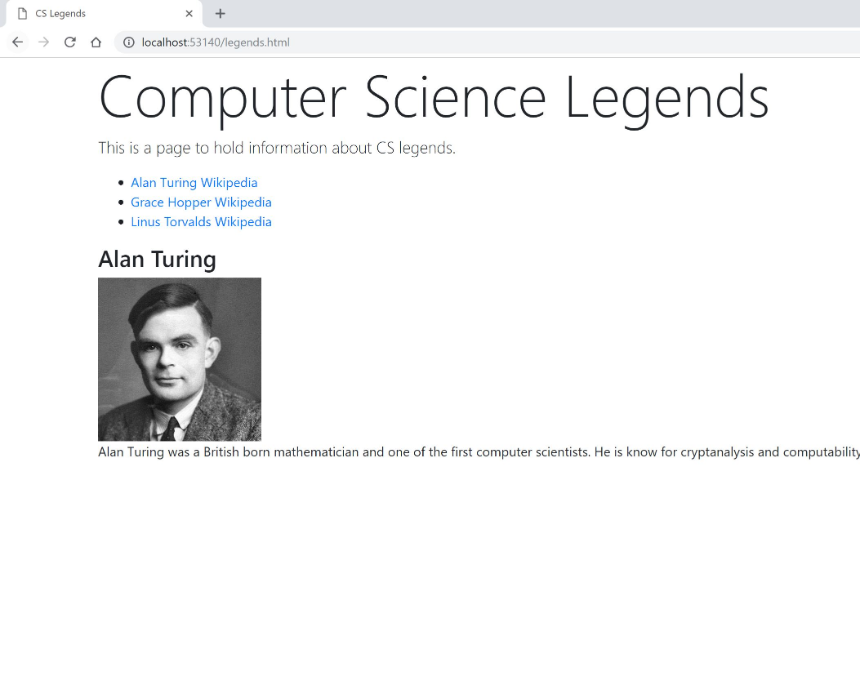 CS Legends
localhost:53140/legends.html
Computer Science Legends
This is a page to hold information about CS legends.
Alan Turing Wikipedia
Grace Hopper Wikipedia
Linus Torvalds Wikipedia
Alan Turing
Alan Turing was a British born mathematician and one of the first computer scientists. He is know for cryptanalysis and computability